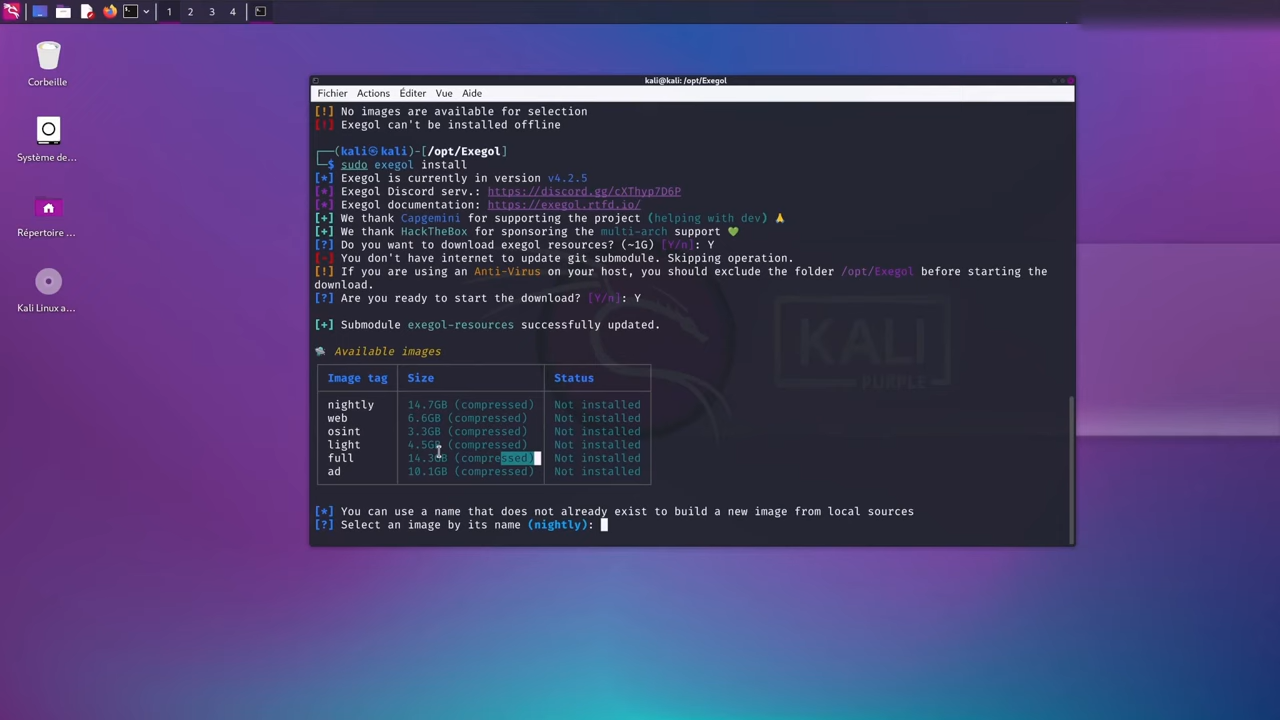 1 2 3 4
kali@kali: /opt/Exegol
Fichier Actions Éditer Vue Aide
Corbeille
Système de...
Répertoire ...
Kali Linux a...
[!] No images are available for selection
[!] Exegol can't be installed offline
(kali㉿kali)-[/opt/Exegol]
$ sudo exegol install
[*] Exegol is currently in version v4.2.5
[*] Exegol Discord serv.: https://discord.gg/cXThyp7D6P
[*] Exegol documentation: https://exegol.rtfd.io/
[+] We thank Capgemini for supporting the project (helping with dev) 🙏
[+] We thank HackTheBox for sponsoring the multi-arch support 💚
[?] Do you want to download exegol resources? (~1G) [Y/n]: Y
[-] You don't have internet to update git submodule. Skipping operation.
[!] If you are using an Anti-Virus on your host, you should exclude the folder /opt/Exegol before starting the
download.
[?] Are you ready to start the download? [Y/n]: Y
[+] Submodule exegol-resources successfully updated.
Available images
Image tag Size Status
nightly 14.7GB (compressed) Not installed
web 6.6GB (compressed) Not installed
osint 3.3GB (compressed) Not installed
light 4.5GB (compressed) Not installed
full 14.3GB (compressed) Not installed
ad 10.1GB (compressed) Not installed
[*] You can use a name that does not already exist to build a new image from local sources
[?] Select an image by its name (nightly):
KALI
PURPLE